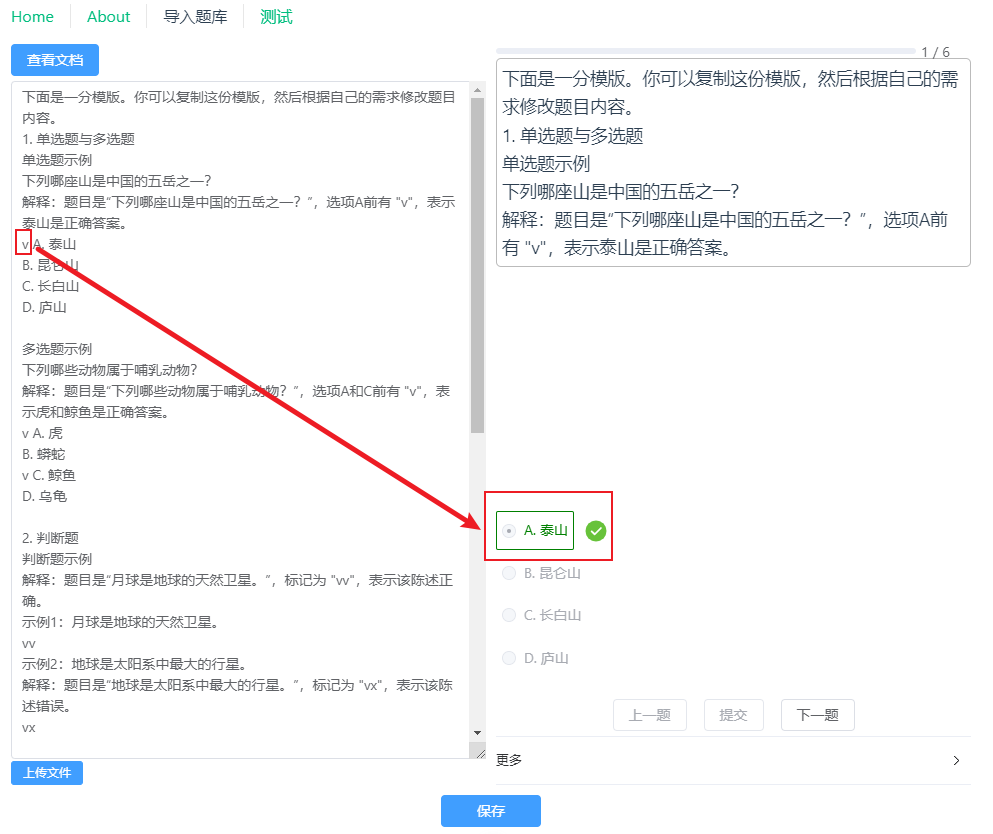 Home
About
导入题库
测试
查看文档
下面是一分模版。你可以复制这份模版，然后根据自己的需求修改题目
内容。
1. 单选题与多选题
单选题示例
下列哪座山是中国的五岳之一?
解释：题目是“下列哪座山是中国的五岳之一？”，选项A前有 "v"，表示
泰山是正确答案。
v A. 泰山
B. 昆仑山
C. 长白山
D. 庐山
多选题示例
下列哪些动物属于哺乳动物?
解释：题目是“下列哪些动物属于哺乳动物？”，选项A和C前有 "v"，表
示虎和鲸鱼是正确答案。
v A. 虎
B. 蟒蛇
v C. 鲸鱼
D. 乌龟
2. 判断题
判断题示例
解释：题目是“月球是地球的天然卫星。”，标记为 "vv"，表示该陈述正
确。
示例1：月球是地球的天然卫星。
vv
示例2：地球是太阳系中最大的行星。
解释：题目是“地球是太阳系中最大的行星。”，标记为 "vx"，表示该陈
述错误。
vx
上传文件
1 / 6
下面是一分模版。你可以复制这份模版，然后根据自己的需
求修改题目内容。
1. 单选题与多选题
单选题示例
下列哪座山是中国的五岳之一?
解释：题目是“下列哪座山是中国的五岳之一？”，选项A前
有 "v"，表示泰山是正确答案。
A. 泰山
B. 昆仑山
C. 长白山
D. 庐山
上一题
提交
下一题
更多
保存